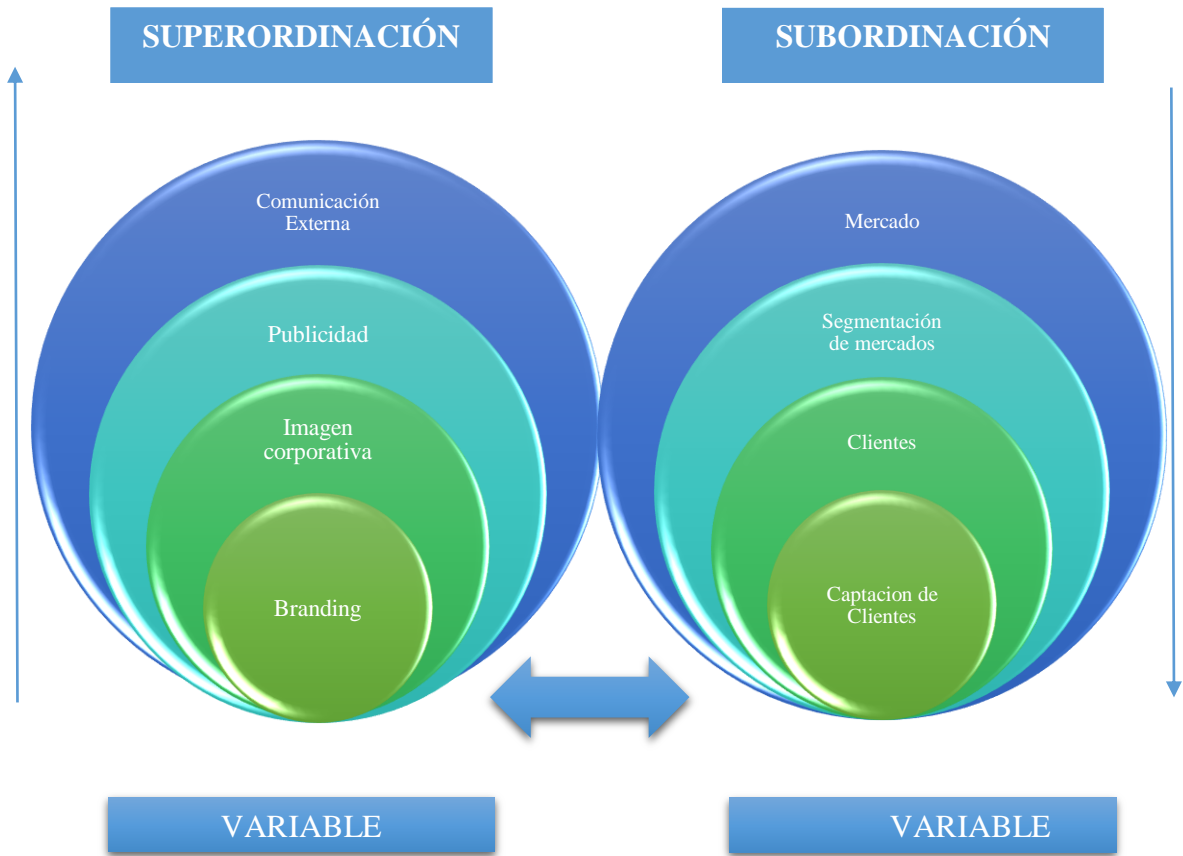 SUPERORDINACIÓN
SUBORDINACIÓN
Comunicación
Externa
Publicidad
Imagen
corporativa
Branding
Mercado
Segmentación
de mercados
Clientes
Captacion de
Clientes
VARIABLE
VARIABLE